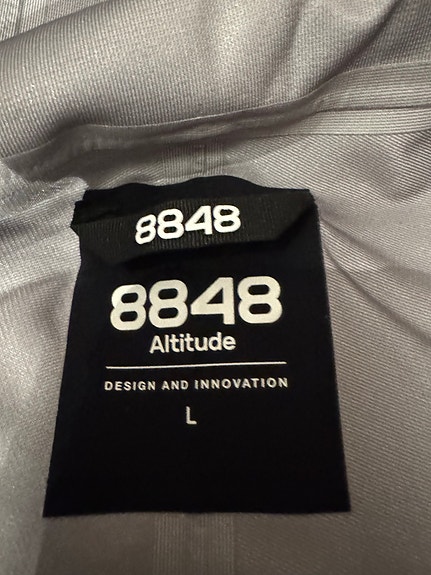 8848
8848
Altitude
DESIGN AND INNOVATION
L